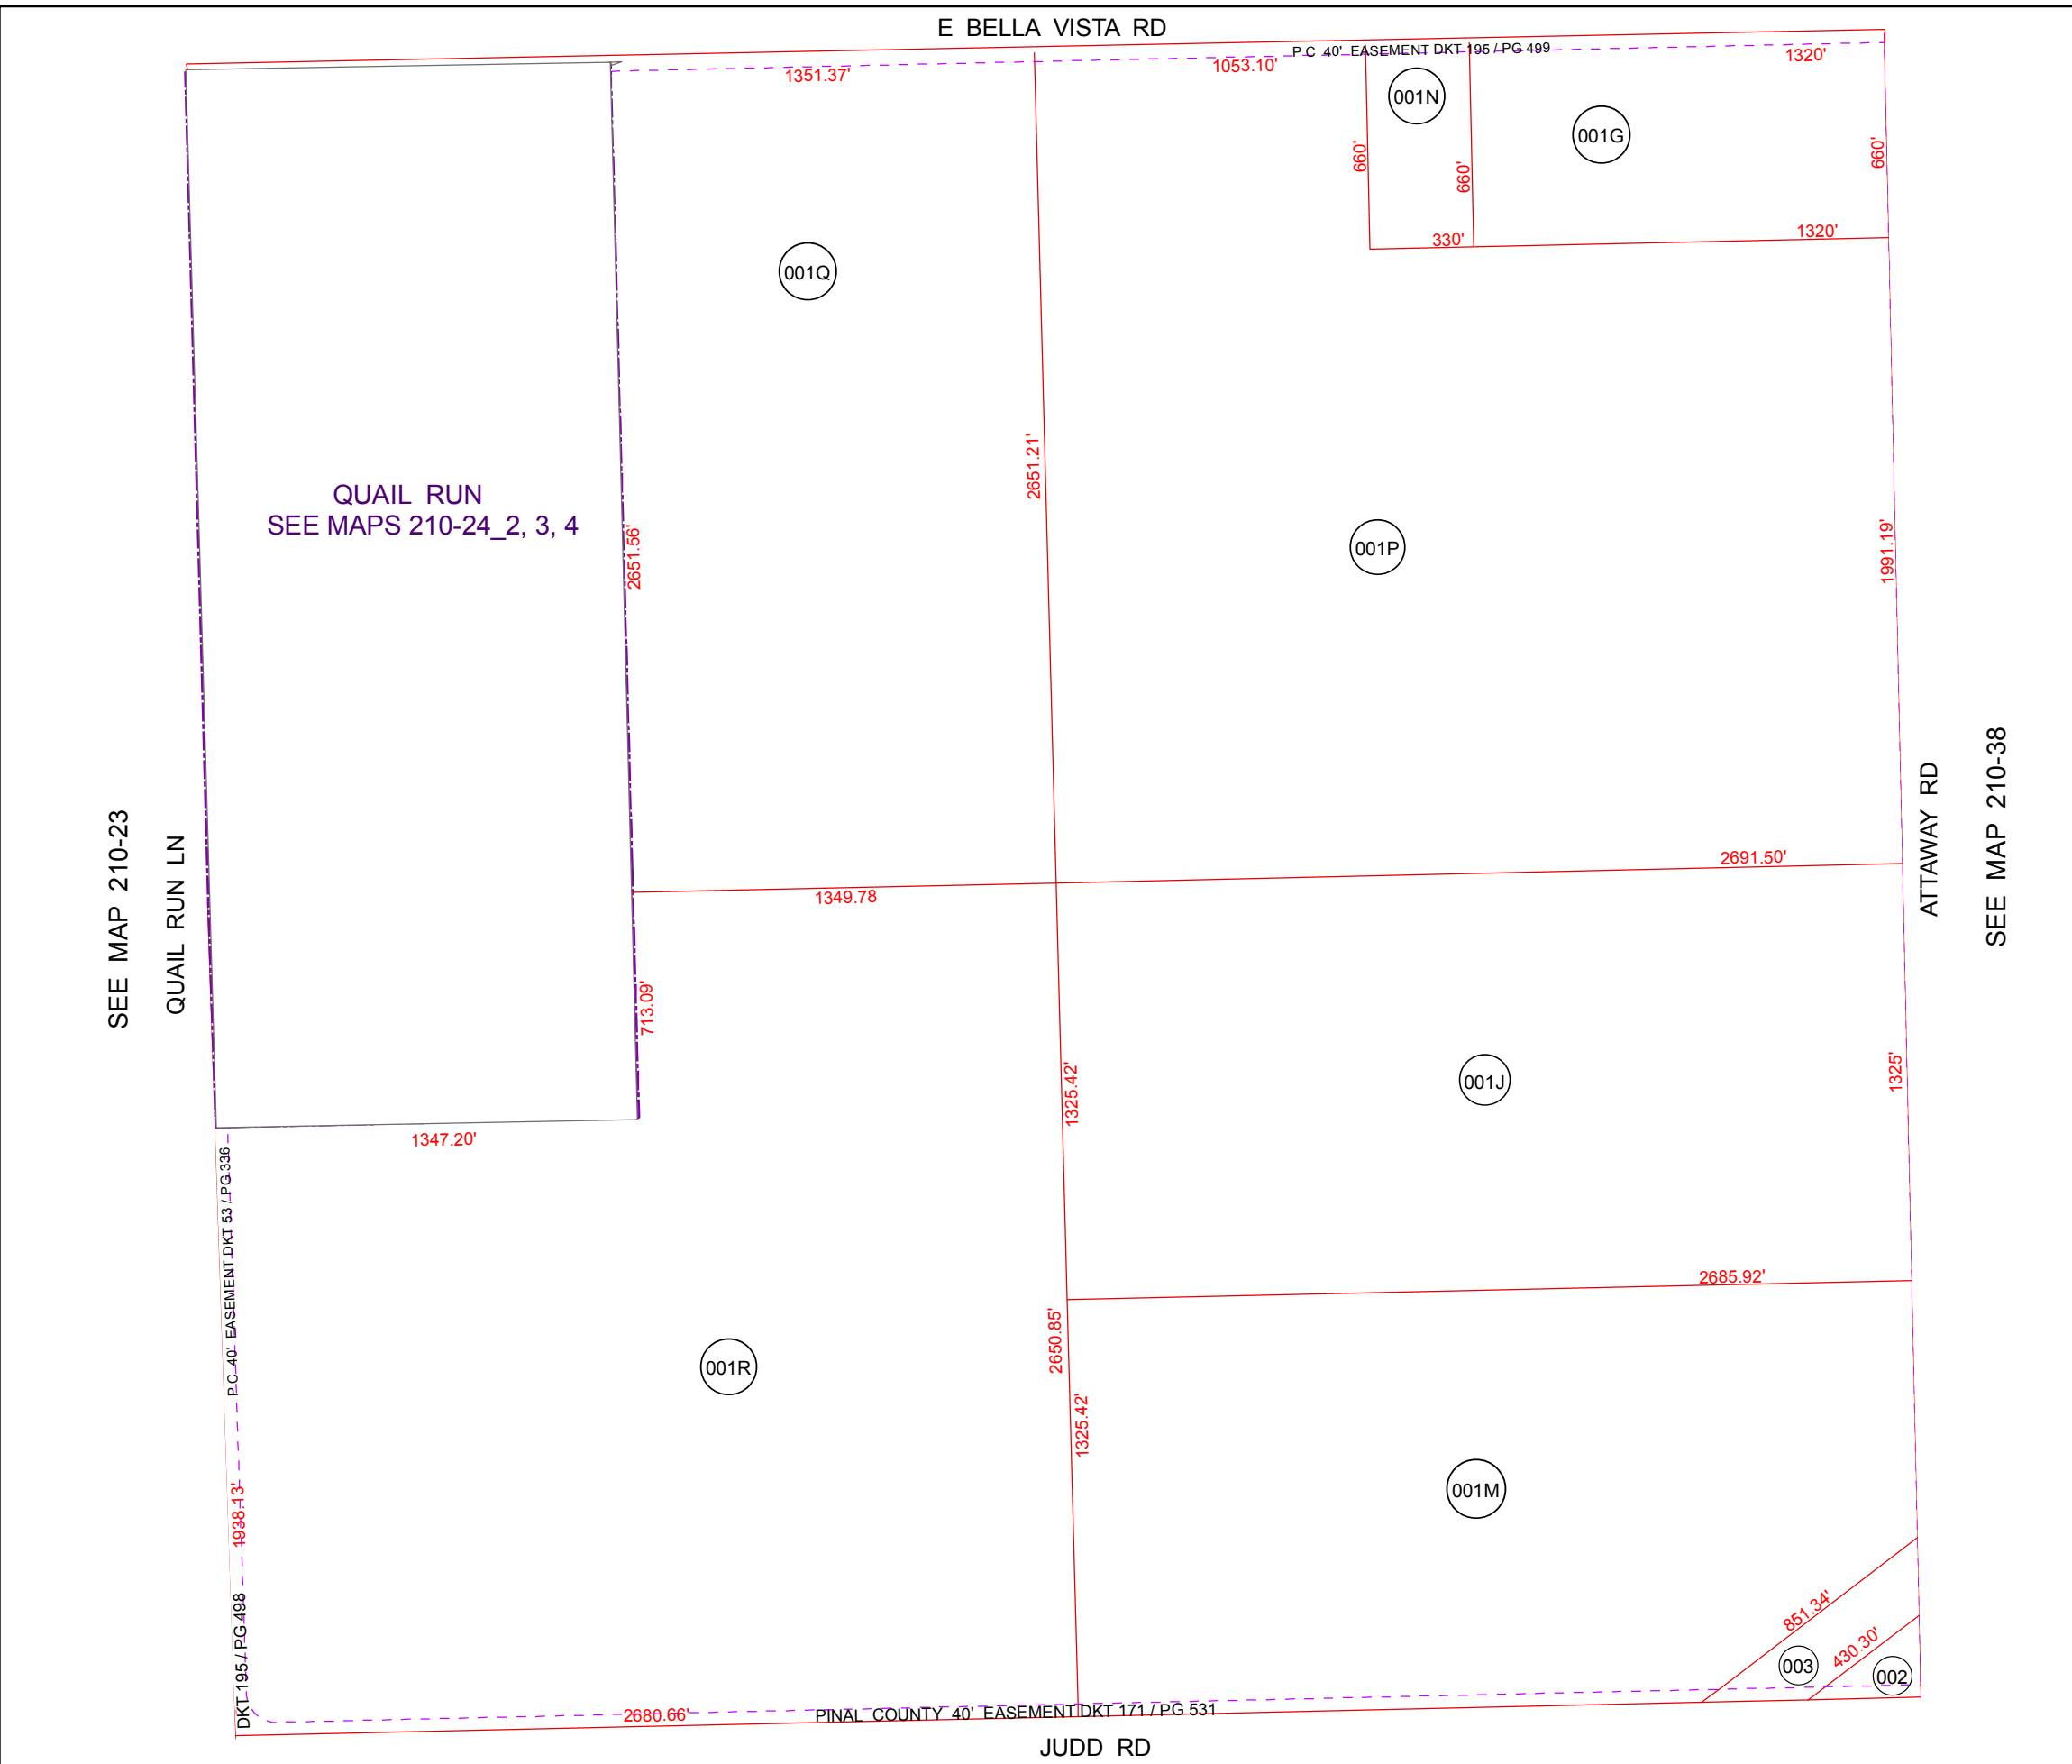 E BELLA VISTA RD
P C 40' EASEMENT DKT 195 / PG 499
1351.37'
1053.10'
1320'
001N
001G
660'
660'
660'
330'
1320'
001Q
2651.21'
QUAIL RUN
SEE MAPS 210-24_2, 3, 4
2651.56'
001P
1991.19'
SEE MAP 210-23
QUAIL RUN LN
ATTAWAY RD
SEE MAP 210-38
2691.50'
1349.78
713.09'
1325.42'
001J
1325'
1347.20'
P.C. 40' EASEMENT DKT 53 / PG 336
2685.92'
2650.85'
001R
1325.42'
001M
1938.13'
DKT 195 / PG 498
851.34'
430.30'
003
002
2680.66'
PINAL COUNTY 40' EASEMENT DKT 171 / PG 531
JUDD RD